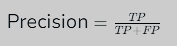 Precision = TP / TP+FP